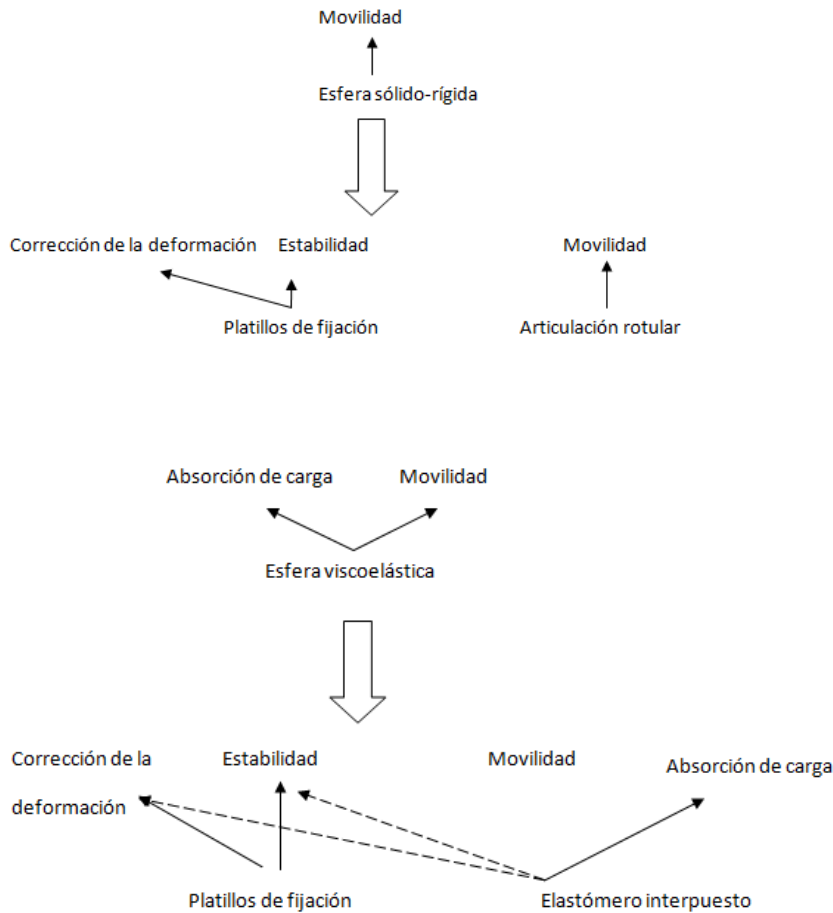 Movilidad
Esfera sólido-rígida
Corrección de la deformación Estabilidad Movilidad
Platillos de fijación Articulación rotular
Absorción de carga Movilidad
Esfera viscoelástica
Corrección de la Estabilidad Movilidad Absorción de carga
deformación
Platillos de fijación Elastómero interpuesto